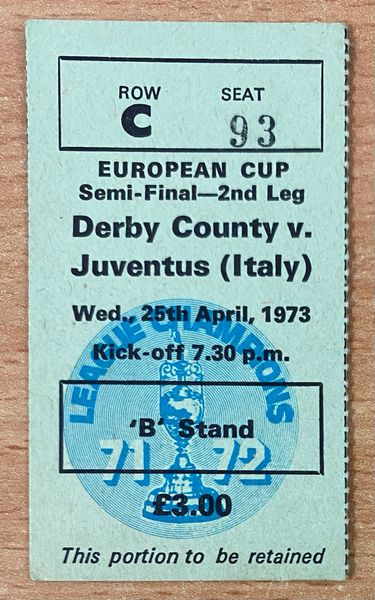 ROW SEAT
C 93
EUROPEAN CUP
Semi-Final—2nd Leg
Derby County v.
Juventus (Italy)
Wed., 25th April, 1973
LEAGUE CHAMPIONS
Kick-off 7.30 p.m.
'B' Stand
71 72
£3.00
This portion to be retained